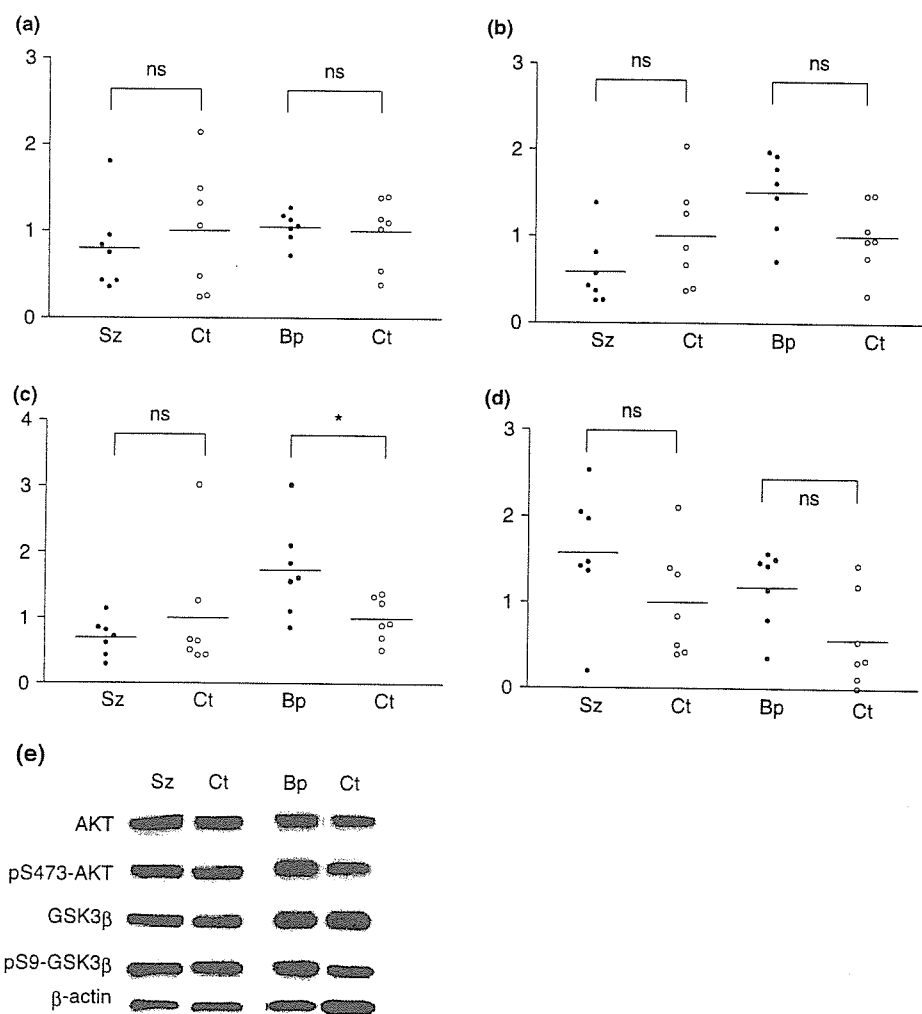 (a)
3
2
1
0
ns
ns
Sz Ct Bp Ct
(b)
3
2
1
0
ns
ns
Sz Ct Bp Ct
(c)
4
3
2
1
0
ns
*
Sz Ct Bp Ct
(d)
3
2
1
0
ns
ns
Sz Ct Bp Ct
(e)
Sz Ct Bp Ct
AKT
pS473-AKT
GSK3β
pS9-GSK3β
β-actin